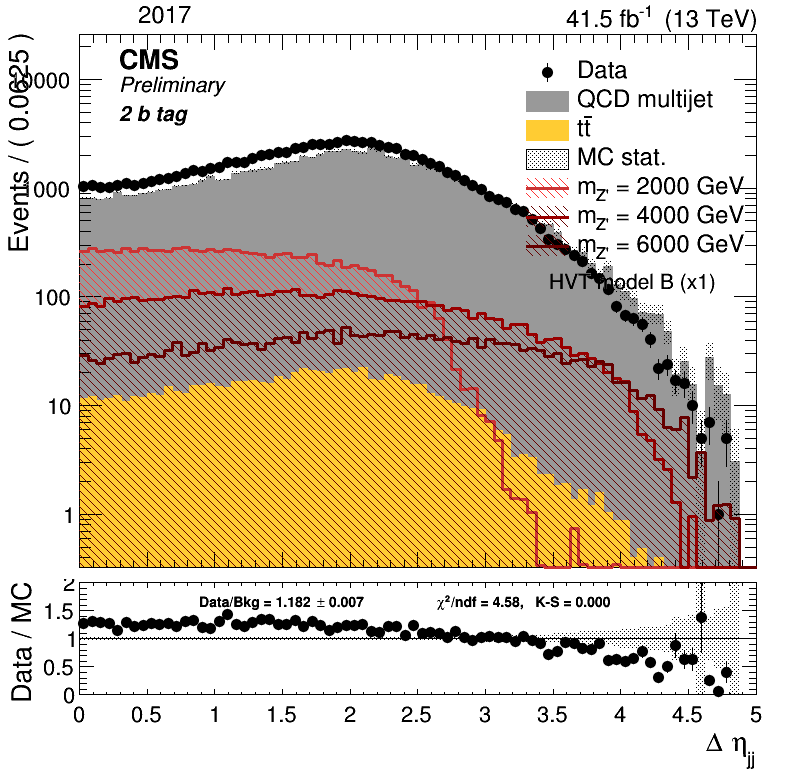 2017
41.5 fb⁻¹ (13 TeV)
Events / ( 0.0625 )
CMS
Preliminary
2 b tag
Data
QCD multijet
tt̄
MC stat.
m_Z' = 2000 GeV
m_Z' = 4000 GeV
m_Z' = 6000 GeV
HVT model B (x1)
10000
1000
100
10
1
Data / MC
Data/Bkg = 1.182 ± 0.007
χ²/ndf = 4.58, K-S = 0.000
2
1.5
1
0.5
0
0 0.5 1 1.5 2 2.5 3 3.5 4 4.5 5
Δ η_jj